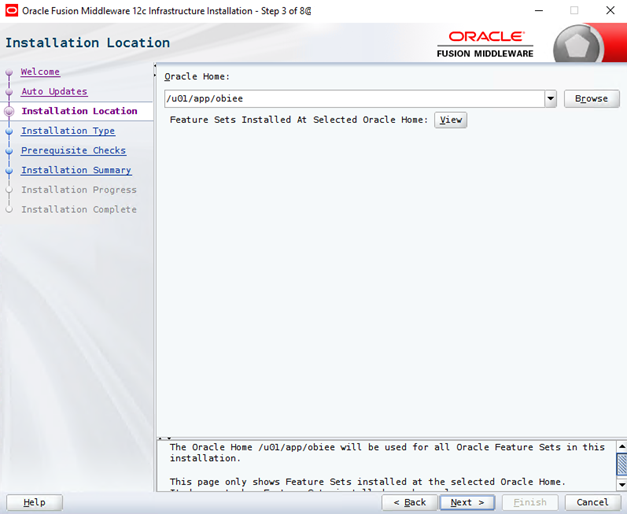 Oracle Fusion Middleware 12c Infrastructure Installation - Step 3 of 8@
Installation Location
ORACLE
FUSION MIDDLEWARE
Welcome
Auto Updates
Installation Location
Installation Type
Prerequisite Checks
Installation Summary
Installation Progress
Installation Complete
Oracle Home:
/u01/app/obiee
Browse
Feature Sets Installed At Selected Oracle Home:
View
The Oracle Home /u01/app/obiee will be used for all Oracle Feature Sets in this
installation.
This page only shows Feature Sets installed at the selected Oracle Home.
Help
< Back
Next >
Finish
Cancel